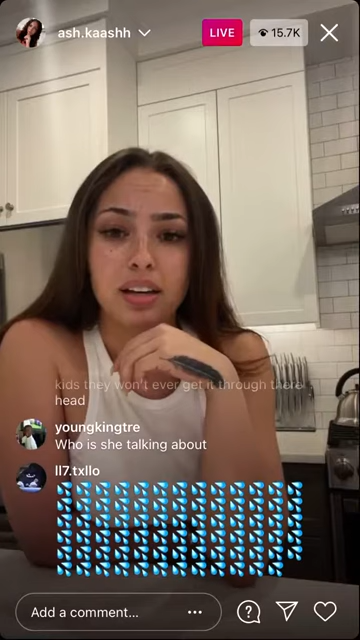 ash.kaashh
LIVE
15.7K
kids they won't ever get it through there
head
youngkingtre
Who is she talking about
ll7.txllo
Add a comment...